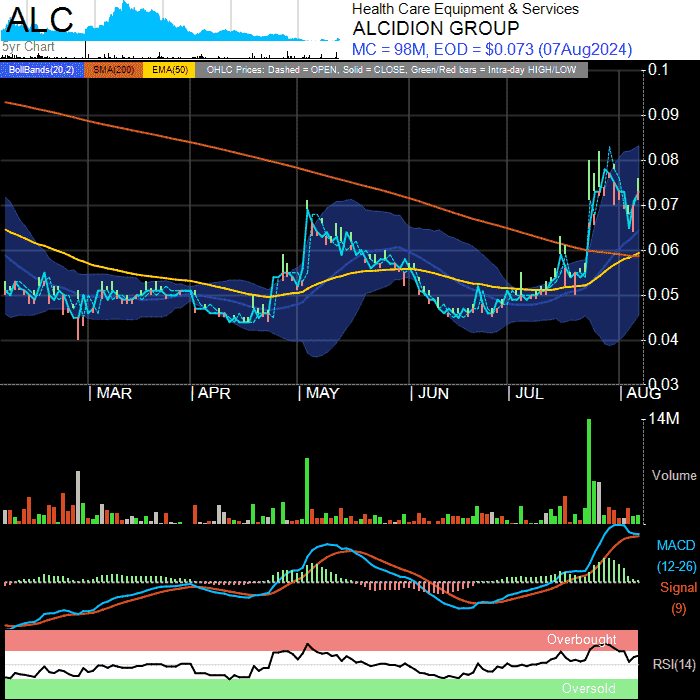 ALC
5yr Chart
Health Care Equipment & Services
ALCIDION GROUP
MC = 98M, EOD = $0.073 (07Aug2024)
BollBands(20,2) SMA(200) EMA(50) OHLC Prices: Dashed = OPEN, Solid = CLOSE, Green/Red bars = Intra-day HIGH/LOW
0.1
0.09
0.08
0.07
0.06
0.05
0.04
0.03
MAR APR MAY JUN JUL AUG
14M
Volume
MACD
(12-26)
Signal
(9)
Overbought
RSI(14)
Oversold